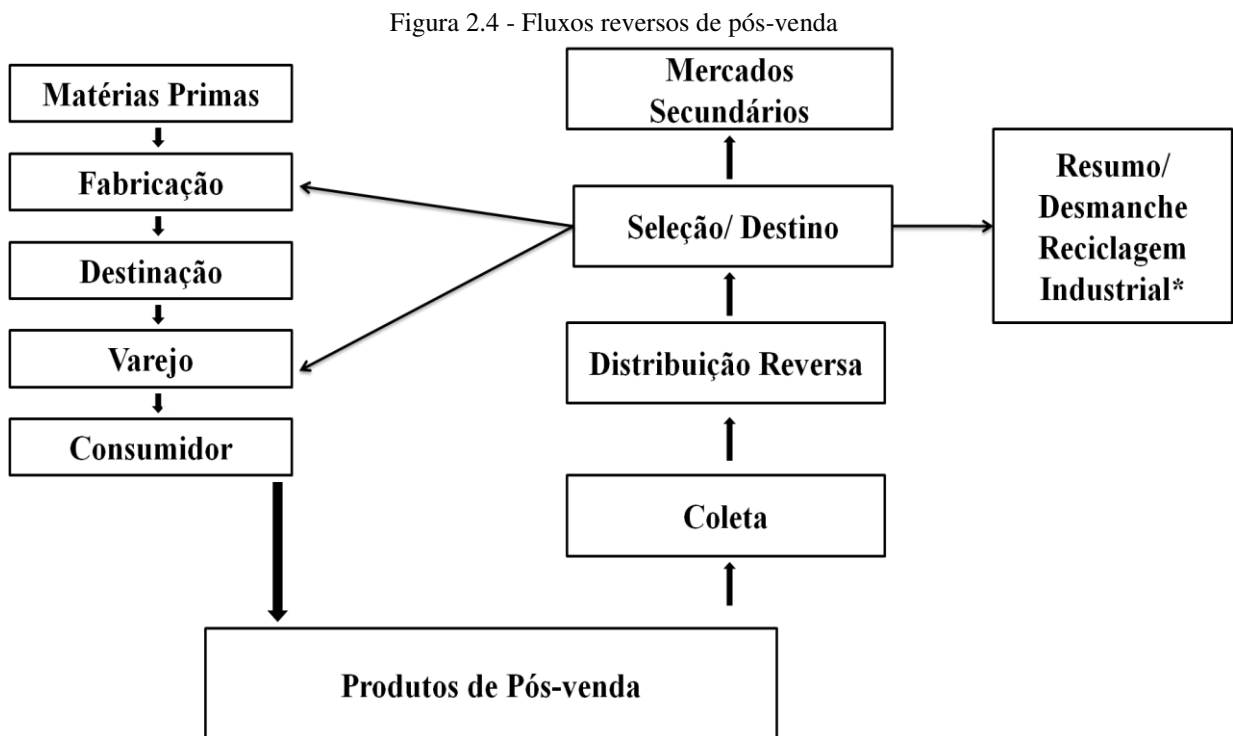 Figura 2.4 - Fluxos reversos de pós-venda
Matérias Primas
Fabricação
Destinação
Varejo
Consumidor
Mercados
Secundários
Seleção/ Destino
Distribuição Reversa
Coleta
Resumo/
Desmanche
Reciclagem
Industrial*
Produtos de Pós-venda